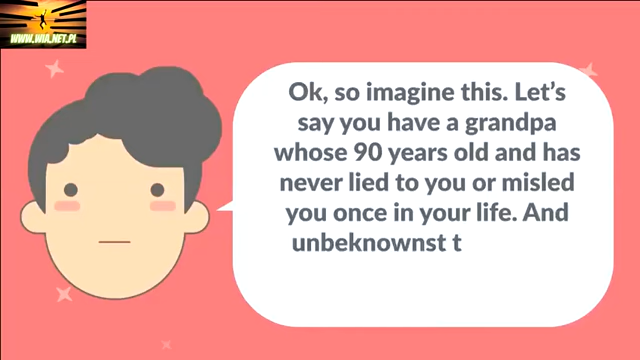 WWW.WIA.NET.PL
Ok, so imagine this. Let's
say you have a grandpa
whose 90 years old and has
never lied to you or misled
you once in your life. And
unbeknownst t